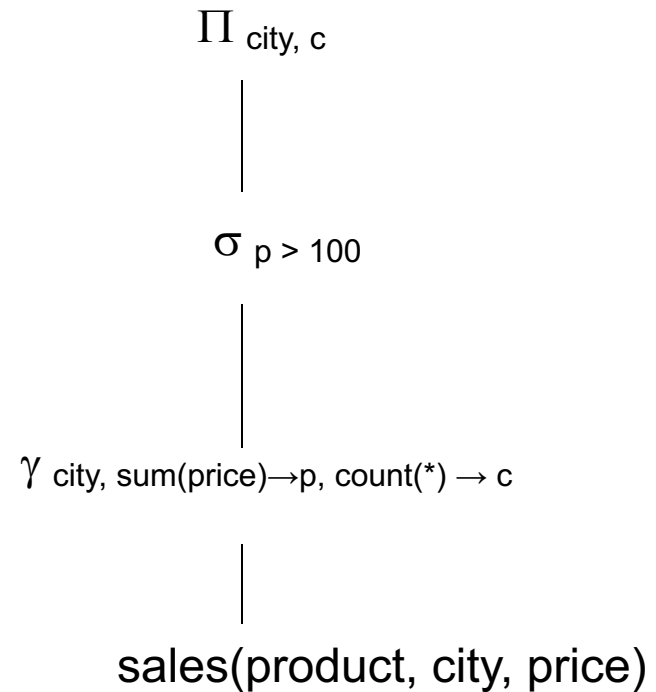 Π city, c
σ p > 100
γ city, sum(price)→p, count(*) → c
sales(product, city, price)